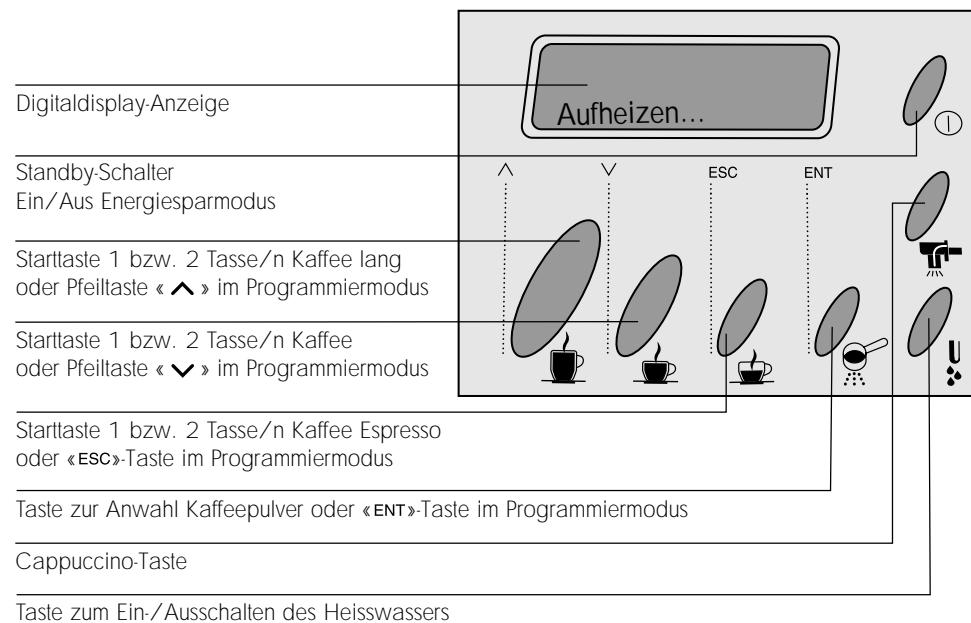 Aufheizen...
ESC
ENT
Digitaldisplay-Anzeige
Standby-Schalter
Ein/Aus Energiesparmodus
Starttaste 1 bzw. 2 Tasse/n Kaffee lang
oder Pfeiltaste « ∧ » im Programmiermodus
Starttaste 1 bzw. 2 Tasse/n Kaffee
oder Pfeiltaste « ∨ » im Programmiermodus
Starttaste 1 bzw. 2 Tasse/n Kaffee Espresso
oder «ESC»-Taste im Programmiermodus
Taste zur Anwahl Kaffeepulver oder «ENT»-Taste im Programmiermodus
Cappuccino-Taste
Taste zum Ein-/Ausschalten des Heisswassers